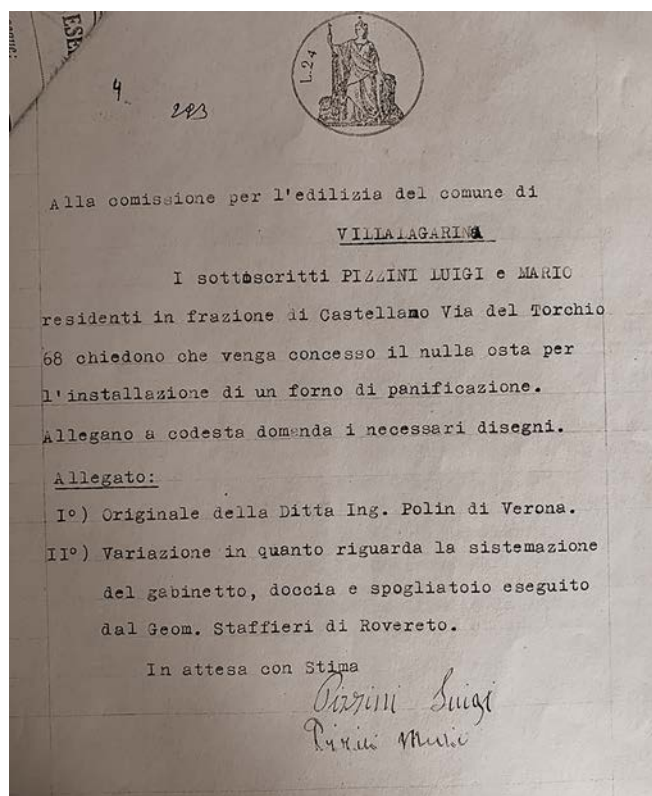 ESE
L.24
4
293
Alla comissione per l'edilizia del comune di
VILLALAGARINA
I sottoscritti PIZZINI LUIGI e MARIO
residenti in frazione di Castellano Via del Torchio
68 chiedono che venga concesso il nulla osta per
l'installazione di un forno di panificazione.
Allegano a codesta domanda i necessari disegni.
Allegato:
I°) Originale della Ditta Ing. Polin di Verona.
II°) Variazione in quanto riguarda la sistemazione
del gabinetto, doccia e spogliatoio eseguito
dal Geom. Staffieri di Rovereto.
In attesa con Stima
Pizzini Luigi
Pizzini Mario